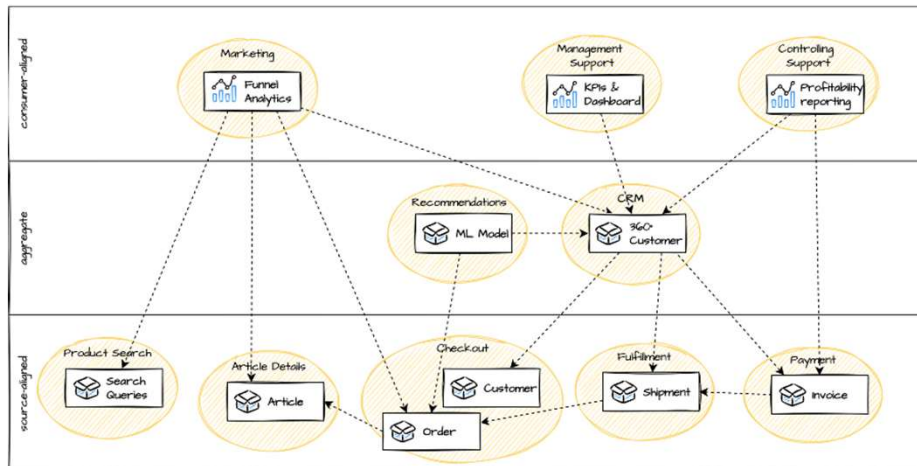 consumer-aligned
Marketing
Funnel
Analytics
Management
Support
KPIs &
Dashboard
Controlling
Support
Profitability
reporting
aggregate
Recommendations
ML Model
CRM
360°
Customer
source-aligned
Product Search
Search
Queries
Article Details
Article
Checkout
Customer
Order
Fulfillment
Shipment
Payment
Invoice